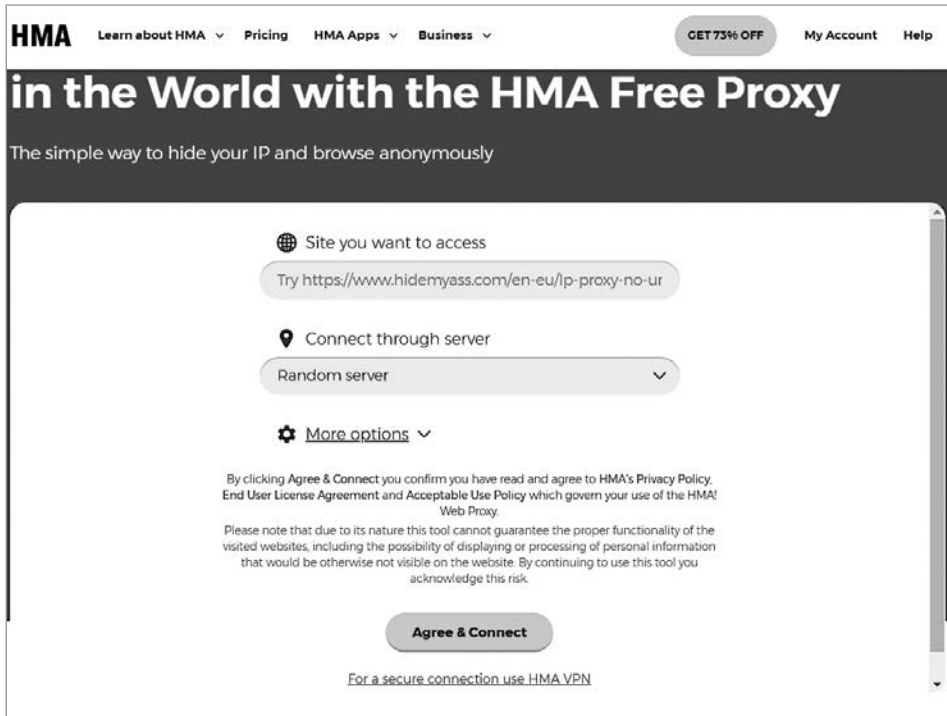 HMA Learn about HMA Pricing HMA Apps Business GET 73% OFF My Account Help
in the World with the HMA Free Proxy
The simple way to hide your IP and browse anonymously
Site you want to access
Try https://www.hidemyass.com/en-eu/ip-proxy-no-ur
Connect through server
Random server
More options
By clicking Agree & Connect you confirm you have read and agree to HMA's Privacy Policy,
End User License Agreement and Acceptable Use Policy which govern your use of the HMA!
Web Proxy.
Please note that due to its nature this tool cannot guarantee the proper functionality of the
visited websites, including the possibility of displaying or processing of personal information
that would be otherwise not visible on the website. By continuing to use this tool you
acknowledge this risk.
Agree & Connect
For a secure connection use HMA VPN